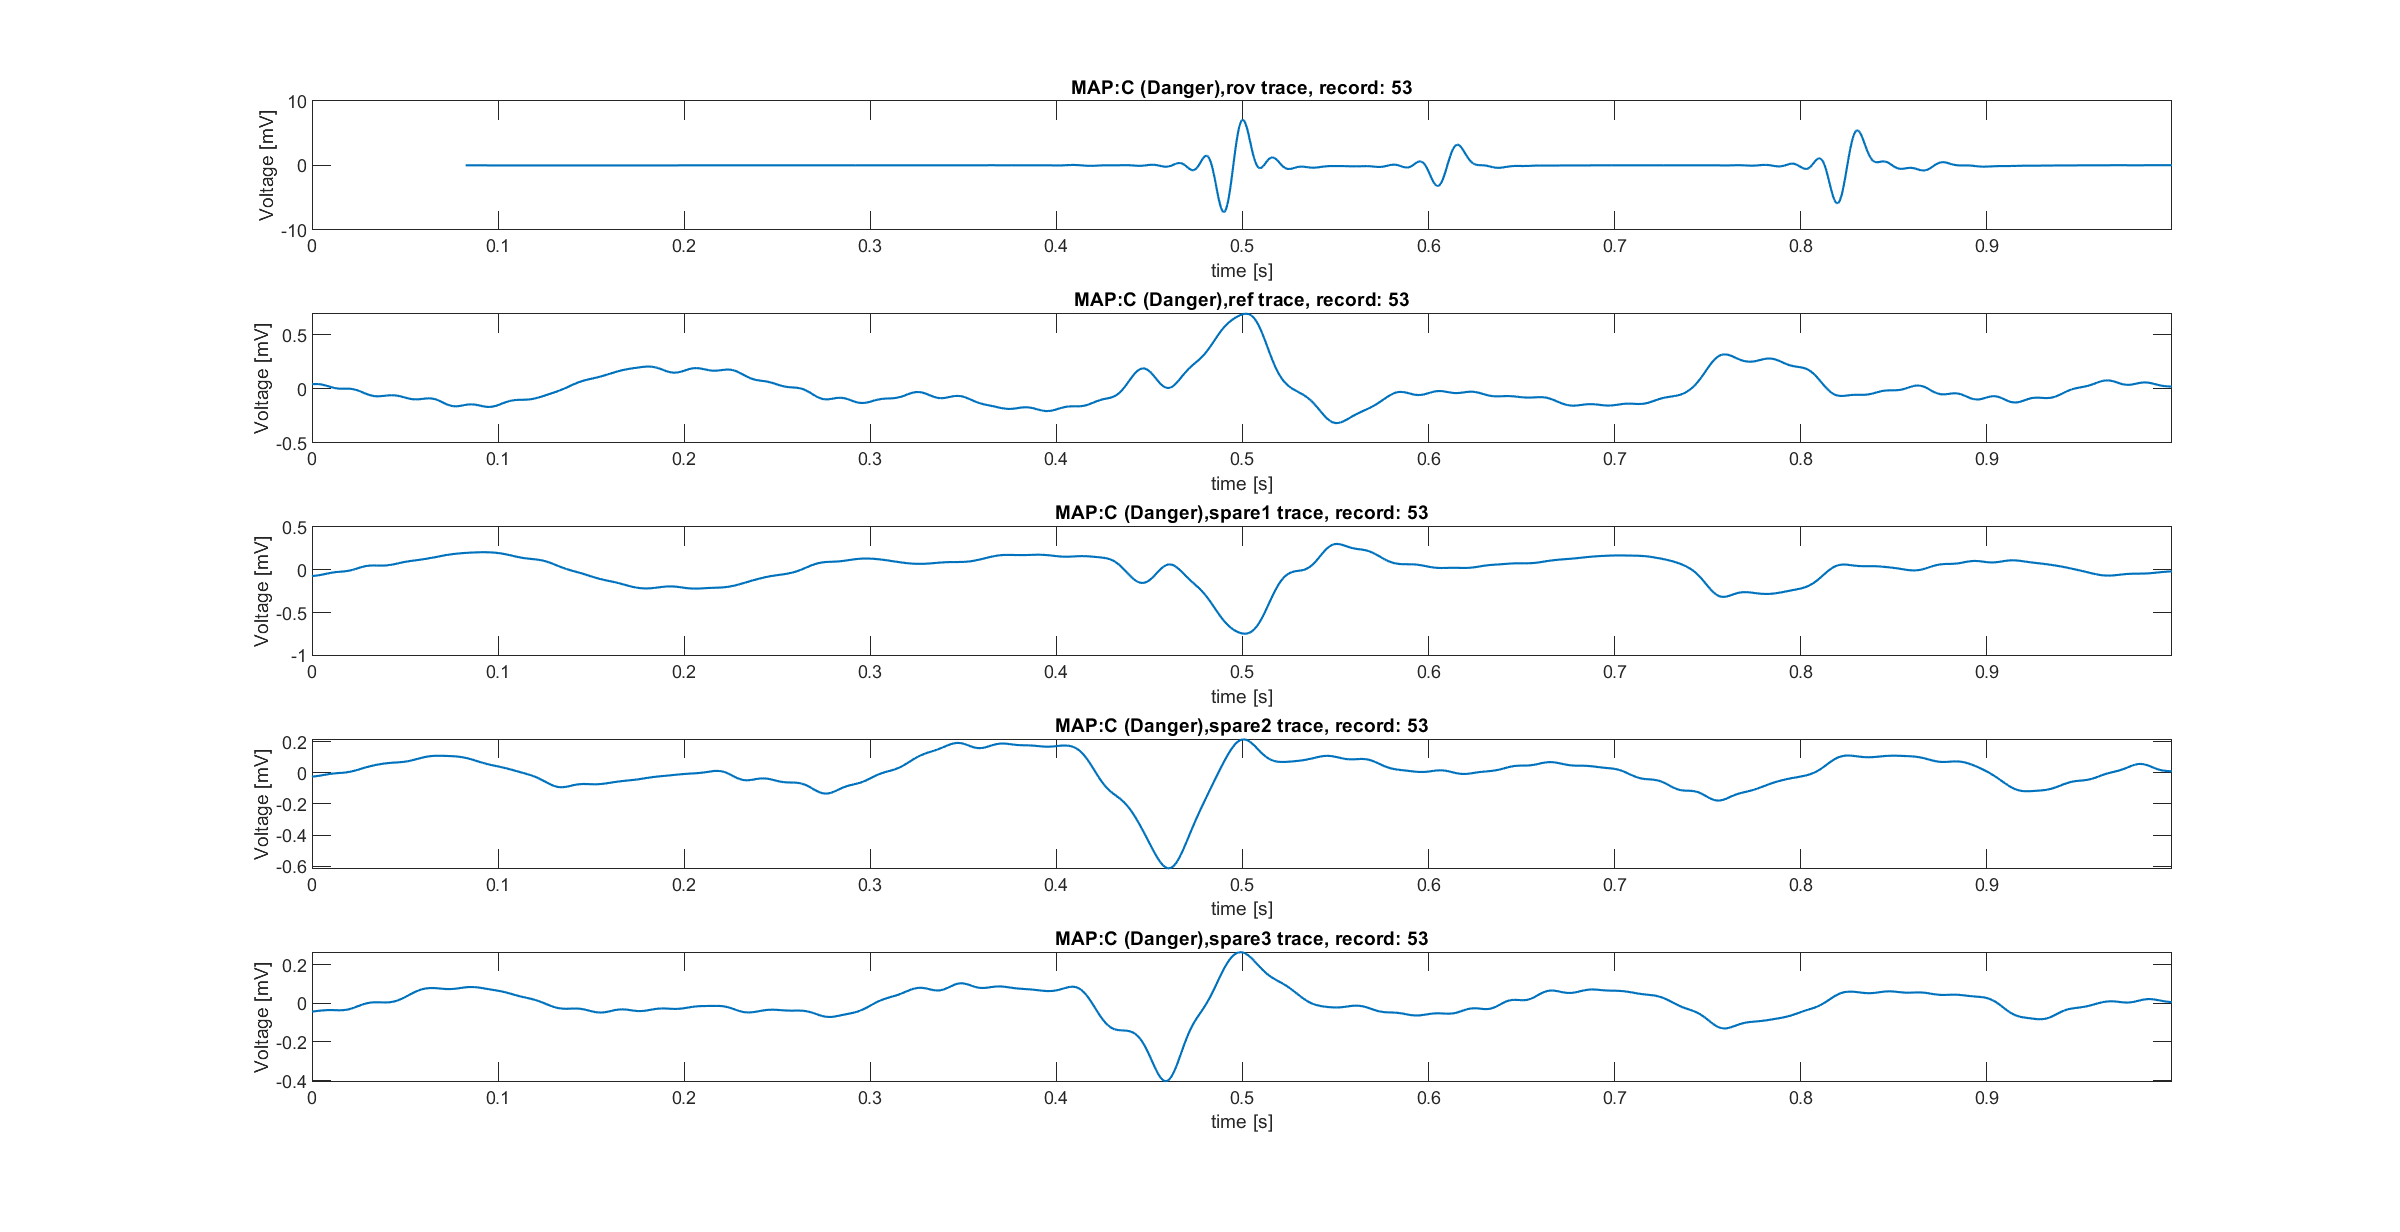 MAP:C (Danger),rov trace, record: 53
Voltage [mV]
10
0
-10
0 0.1 0.2 0.3 0.4 0.5 0.6 0.7 0.8 0.9
time [s]
MAP:C (Danger),ref trace, record: 53
Voltage [mV]
0.5
0
-0.5
0 0.1 0.2 0.3 0.4 0.5 0.6 0.7 0.8 0.9
time [s]
MAP:C (Danger),spare1 trace, record: 53
Voltage [mV]
0.5
0
-0.5
-1
0 0.1 0.2 0.3 0.4 0.5 0.6 0.7 0.8 0.9
time [s]
MAP:C (Danger),spare2 trace, record: 53
Voltage [mV]
0.2
0
-0.2
-0.4
-0.6
0 0.1 0.2 0.3 0.4 0.5 0.6 0.7 0.8 0.9
time [s]
MAP:C (Danger),spare3 trace, record: 53
Voltage [mV]
0.2
0
-0.2
-0.4
0 0.1 0.2 0.3 0.4 0.5 0.6 0.7 0.8 0.9
time [s]